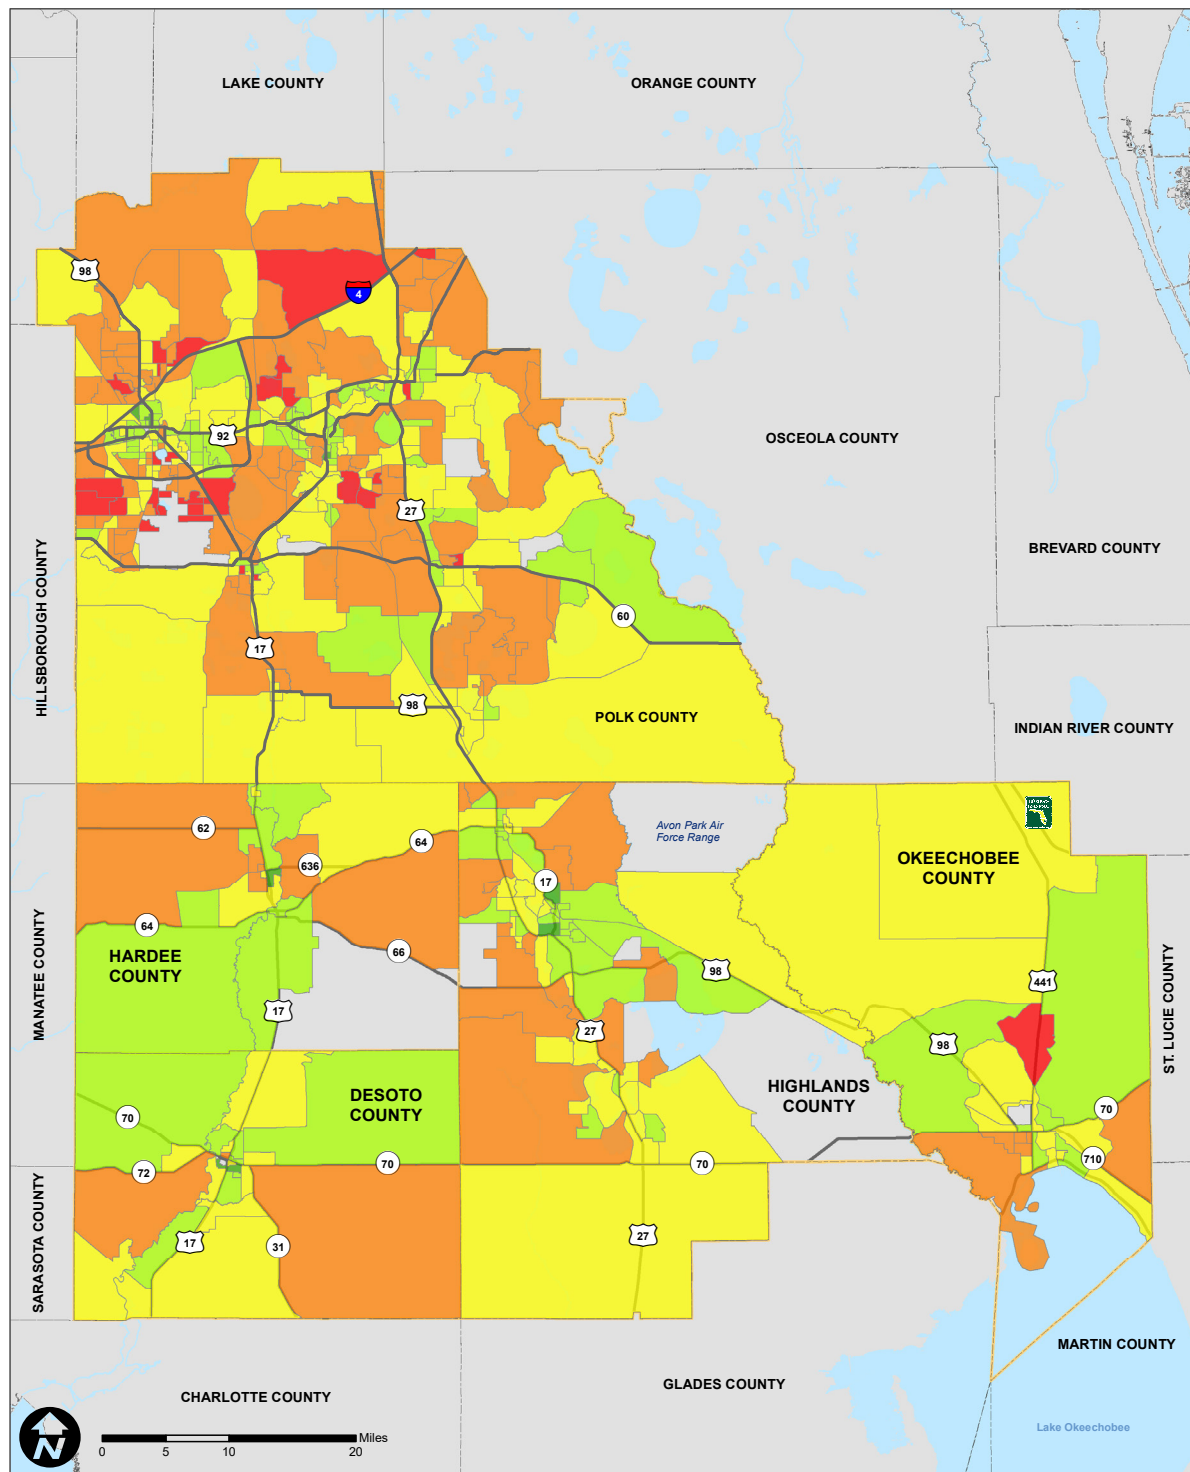 LAKE COUNTY
ORANGE COUNTY
98
4
92
OSCEOLA COUNTY
27
BREVARD COUNTY
HILLSBOROUGH COUNTY
60
17
98
POLK COUNTY
INDIAN RIVER COUNTY
62
64
636
Avon Park Air
Force Range
OKEECHOBEE
COUNTY
17
64
66
HARDEE
COUNTY
MANATEE COUNTY
98
441
ST. LUCIE COUNTY
17
27
98
DESOTO
COUNTY
HIGHLANDS
COUNTY
70
70
72
70
70
710
SARASOTA COUNTY
17
31
27
MARTIN COUNTY
CHARLOTTE COUNTY
GLADES COUNTY
Lake Okeechobee
N
Miles
0 5 10 20